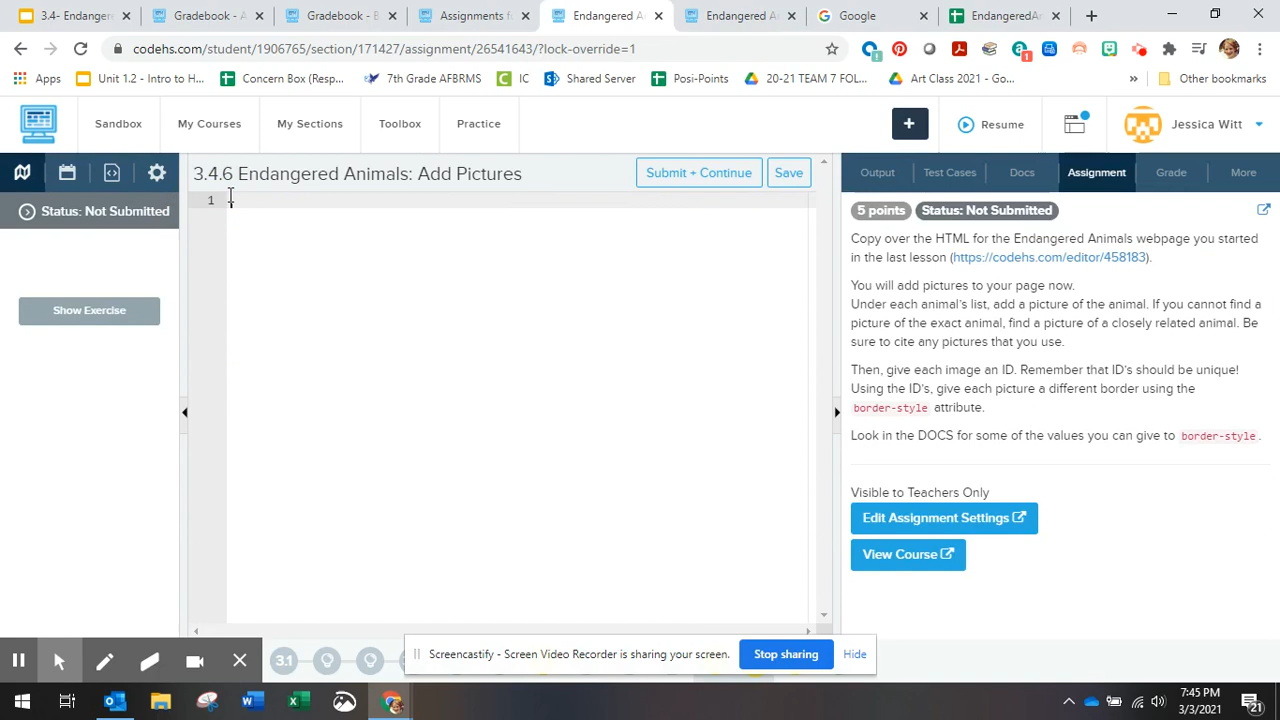 3.4- Endanger
Gradebook - A
Gradebook - B
Assignments fo
Endangered A
Endangered A
Google
EndangeredAn
codehs.com/student/1906765/section/171427/assignment/26541643/?lock-override=1
Apps
Unit 1.2 - Intro to H...
Concern Box (Resp...
7th Grade AFBRMS
IC
Shared Server
Posi-Points
20-21 TEAM 7 FOL...
Art Class 2021 - Go...
»
Other bookmarks
Sandbox
My Courses
My Sections
Toolbox
Practice
+
Resume
Jessica Witt
3.4.6 Endangered Animals: Add Pictures
Submit + Continue
Save
Output
Test Cases
Docs
Assignment
Grade
More
Status: Not Submitted
1
Show Exercise
5 points
Status: Not Submitted
Copy over the HTML for the Endangered Animals webpage you started
in the last lesson (https://codehs.com/editor/458183).
You will add pictures to your page now.
Under each animal's list, add a picture of the animal. If you cannot find a
picture of the exact animal, find a picture of a closely related animal. Be
sure to cite any pictures that you use.
Then, give each image an ID. Remember that ID's should be unique!
Using the ID's, give each picture a different border using the
border-style attribute.
Look in the DOCS for some of the values you can give to border-style.
Visible to Teachers Only
Edit Assignment Settings
View Course
3.1
Screencastify - Screen Video Recorder is sharing your screen.
Stop sharing
Hide
7:45 PM
3/3/2021
21